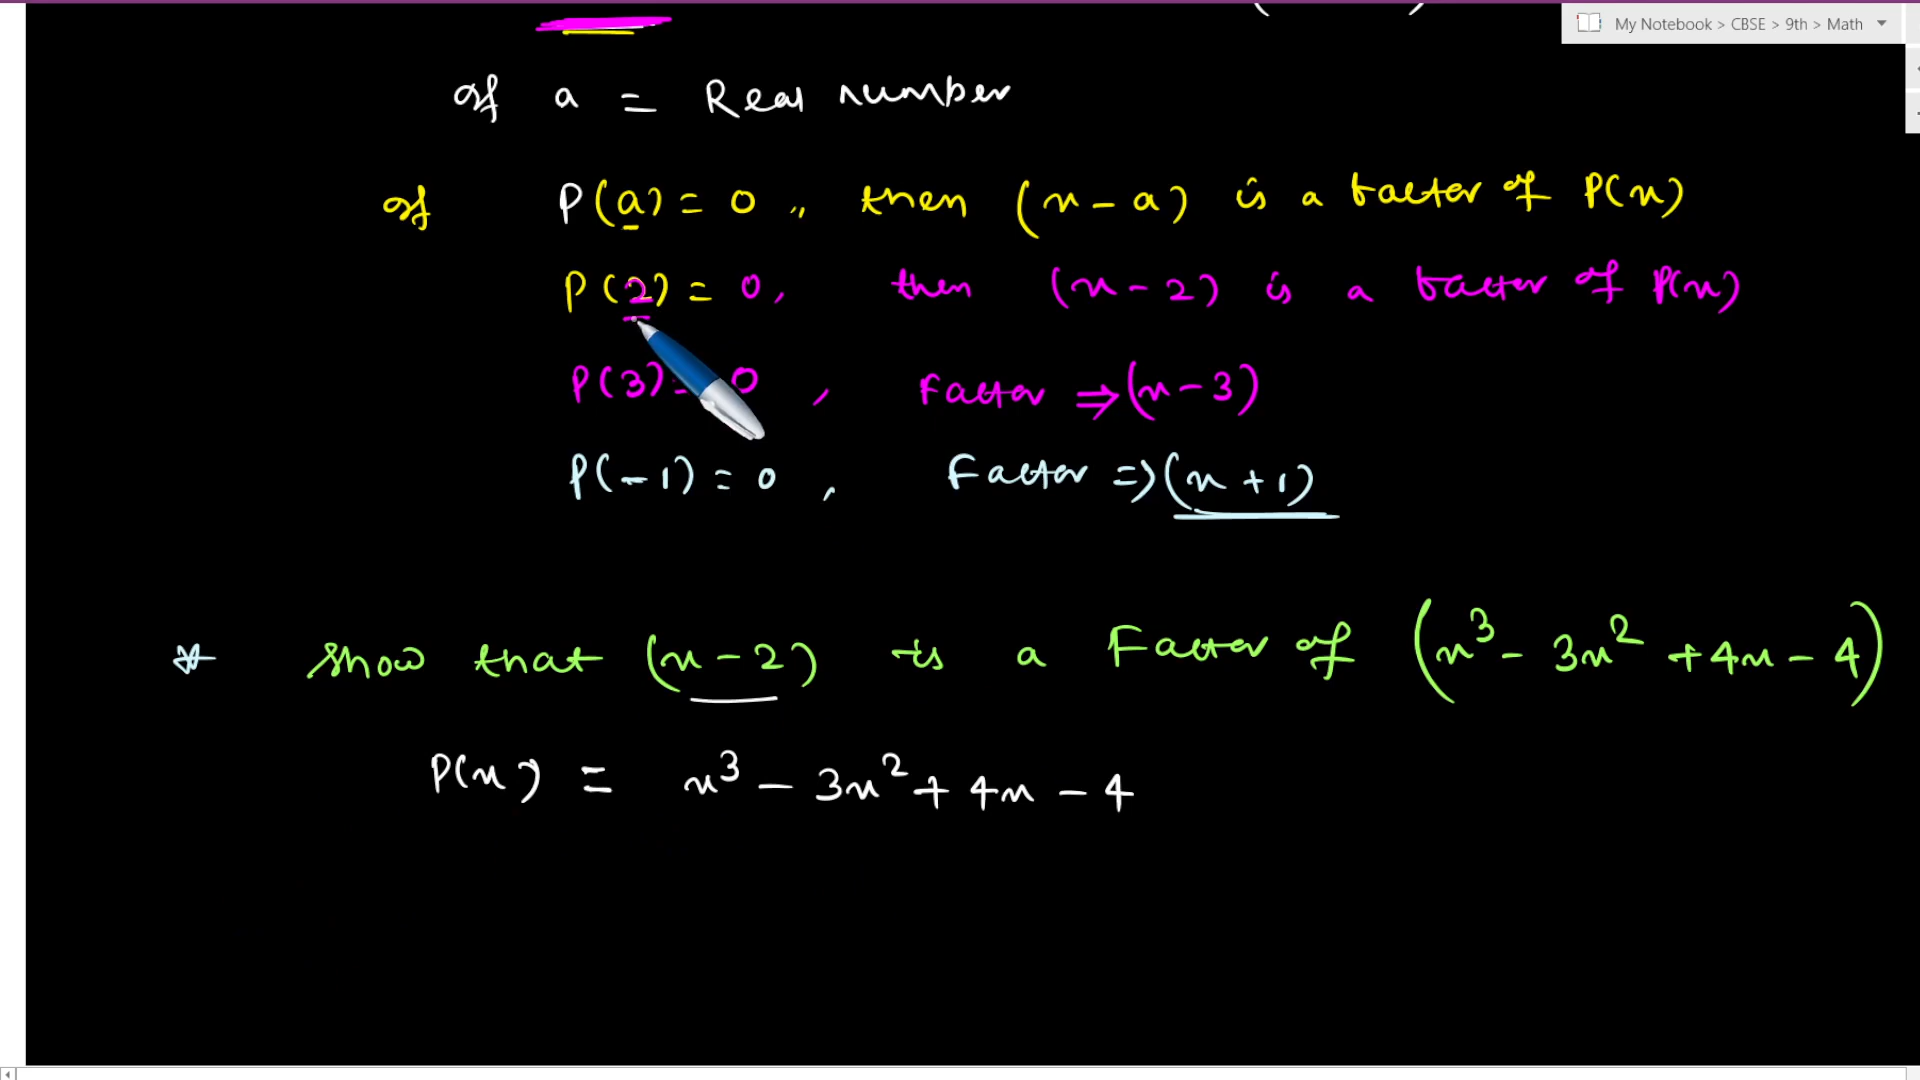 My Notebook > CBSE > 9th > Math
If a = Real number
If P(a) = 0, then (x - a) is a factor of P(x)
P(2) = 0, then (x - 2) is a factor of P(x)
P(3) = 0, Factor ⇒ (x - 3)
P(-1) = 0, Factor ⇒ (x + 1)
* Show that (x - 2) is a Factor of (x³ - 3x² + 4x - 4)
P(x) = x³ - 3x² + 4x - 4